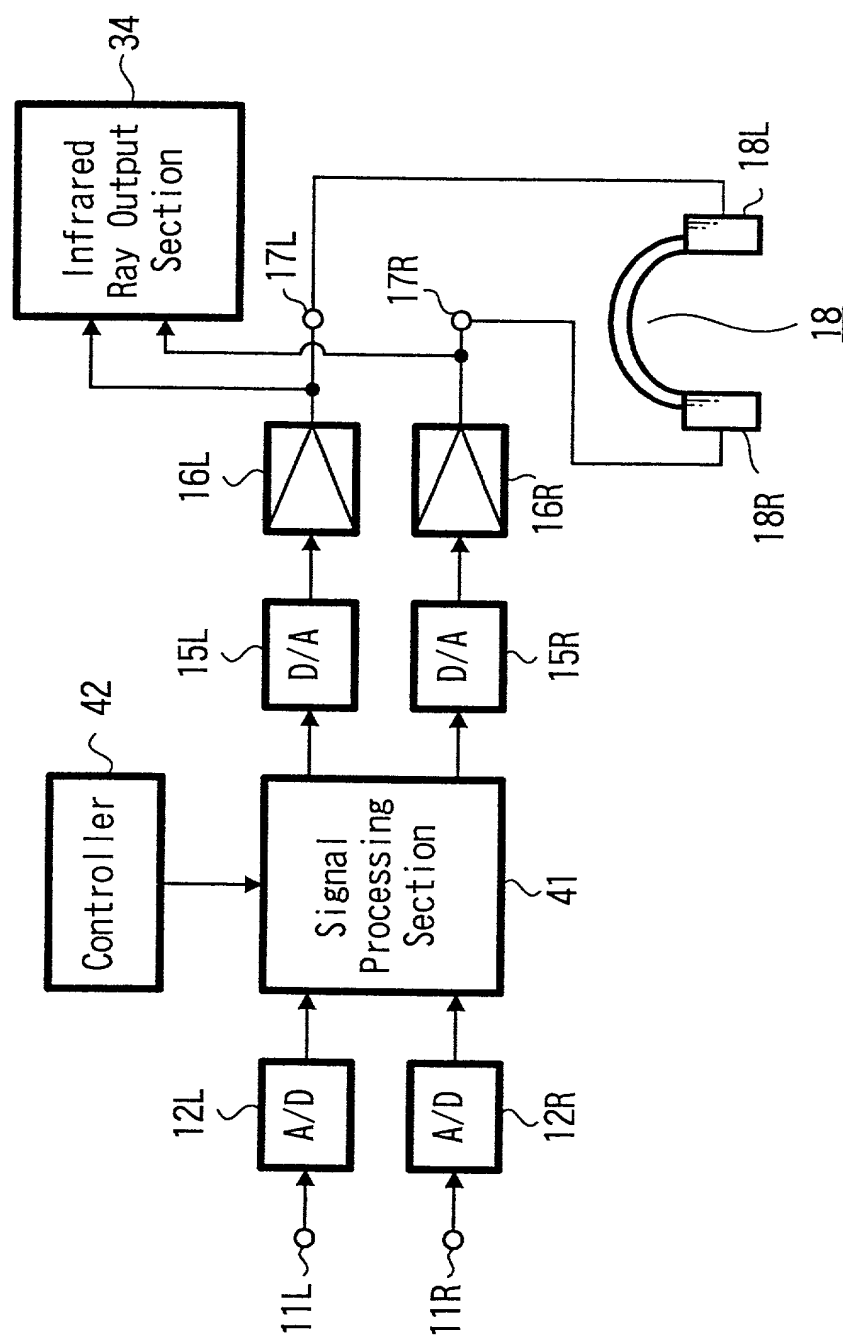 11L
11R
12L
A/D
A/D
12R
Controller
42
Signal
Processing
Section
41
15L
D/A
D/A
15R
16L
16R
17L
17R
Infrared
Ray Output
Section
34
18R
18
18L